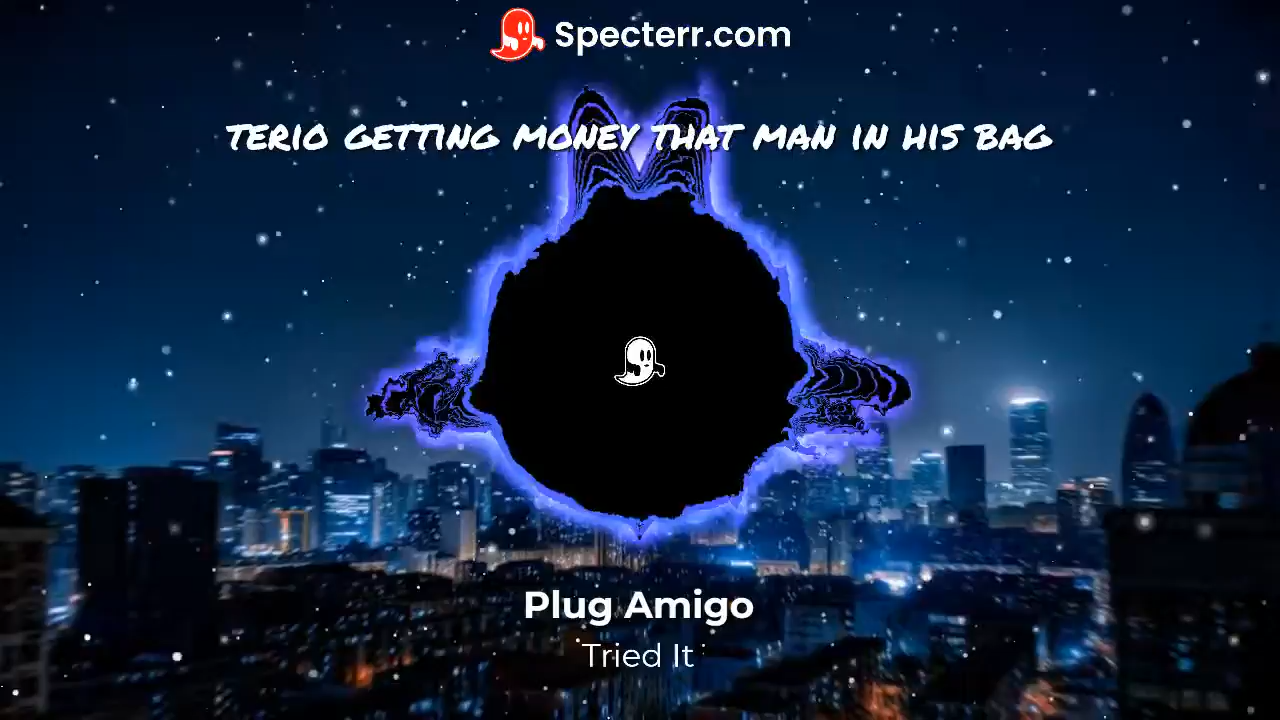 Specterr.com
TERIO GETTING MONEY THAT MAN IN HIS BAG
Plug Amigo
Tried It